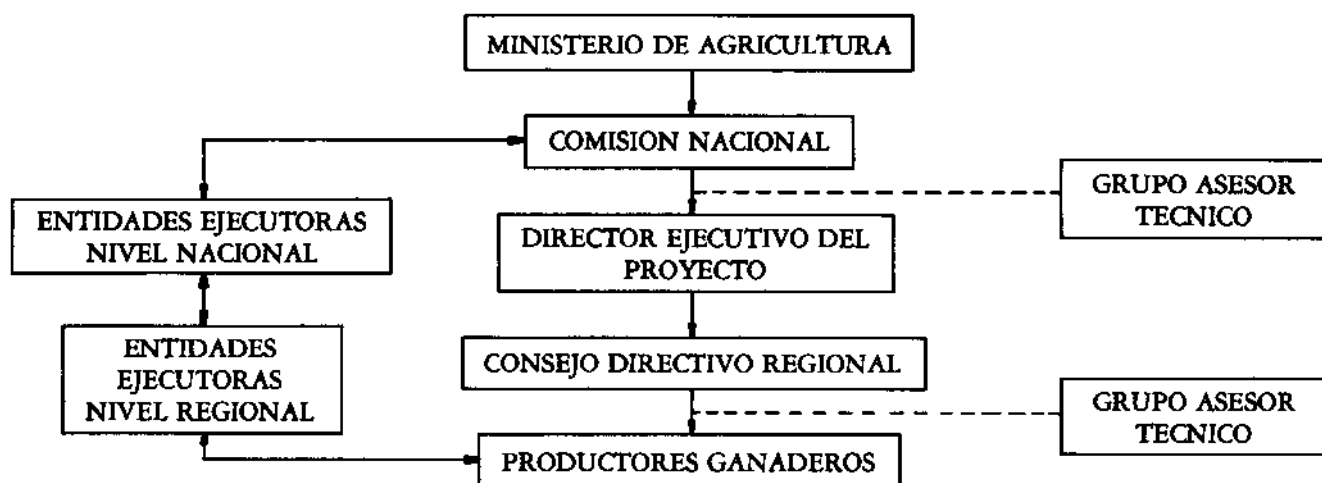 MINISTERIO DE AGRICULTURA
COMISION NACIONAL
GRUPO ASESOR
TECNICO
ENTIDADES EJECUTORAS
NIVEL NACIONAL
DIRECTOR EJECUTIVO DEL
PROYECTO
ENTIDADES
EJECUTORAS
NIVEL REGIONAL
CONSEJO DIRECTIVO REGIONAL
GRUPO ASESOR
TECNICO
PRODUCTORES GANADEROS